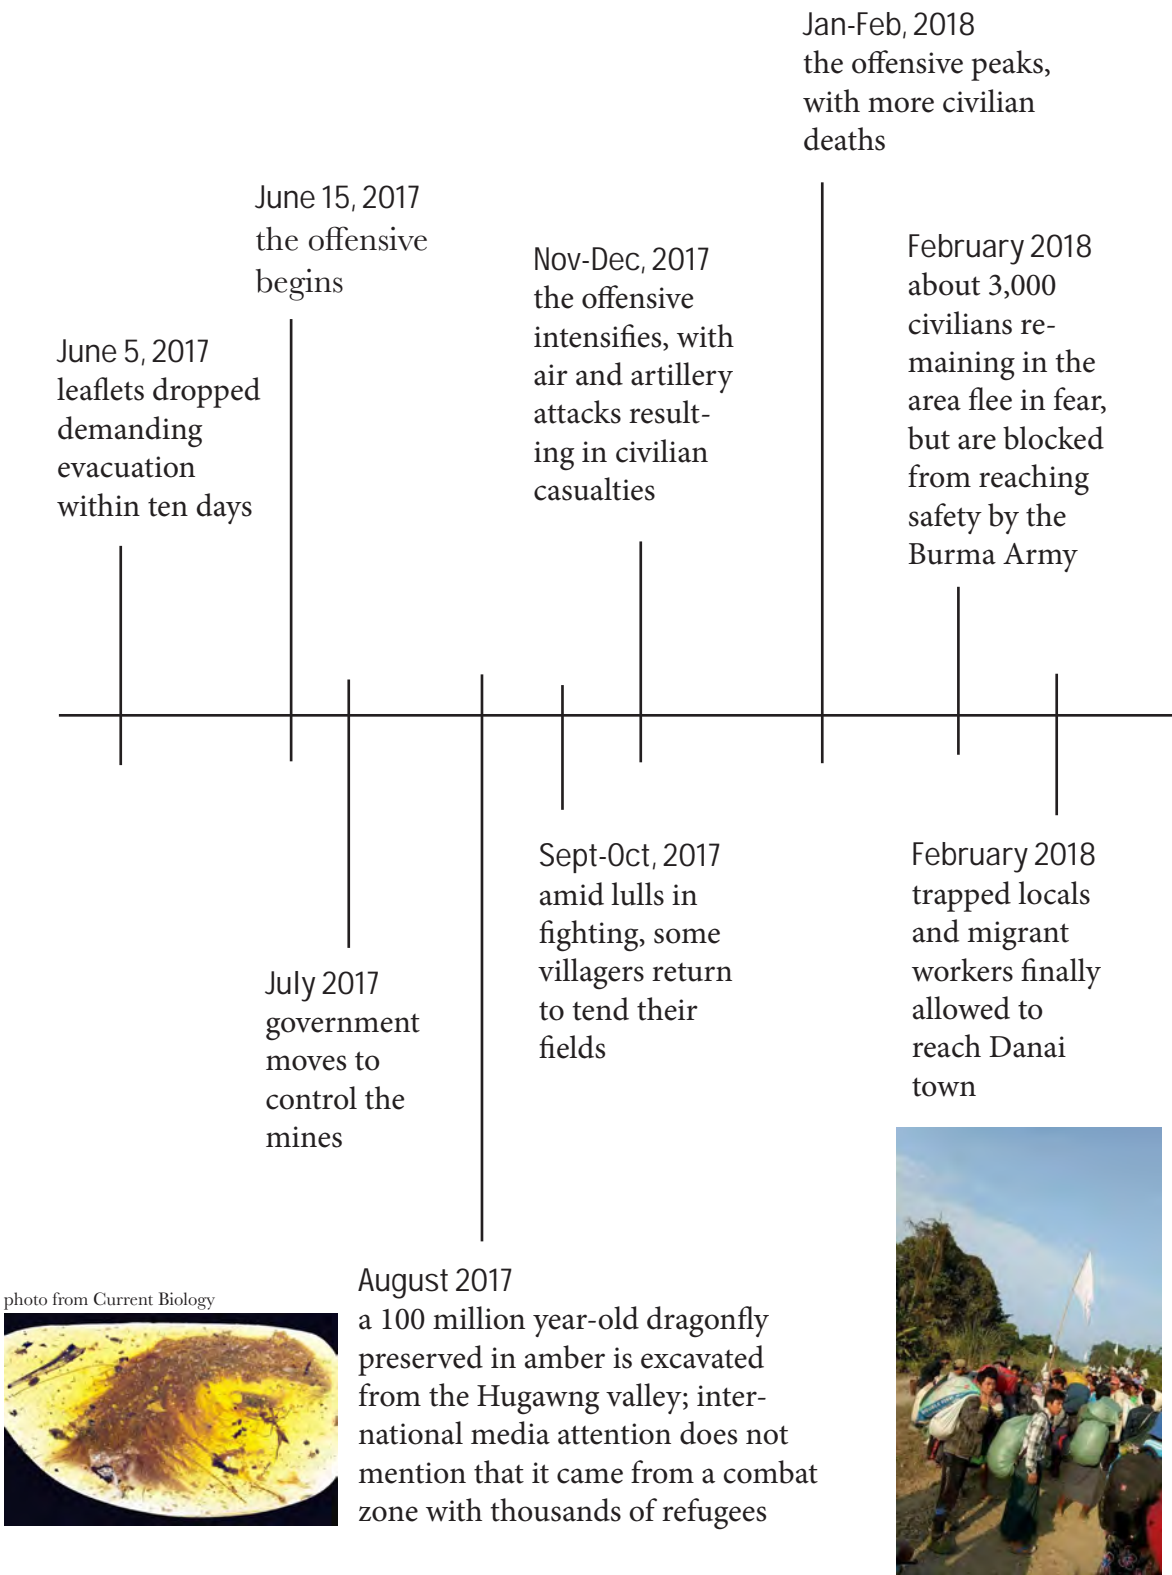 Jan-Feb, 2018
the offensive peaks,
with more civilian
deaths
June 15, 2017
the offensive
begins
Nov-Dec, 2017
the offensive
intensifies, with
air and artillery
attacks result-
ing in civilian
casualties
February 2018
about 3,000
civilians re-
maining in the
area flee in fear,
but are blocked
from reaching
safety by the
Burma Army
June 5, 2017
leaflets dropped
demanding
evacuation
within ten days
Sept-Oct, 2017
amid lulls in
fighting, some
villagers return
to tend their
fields
February 2018
trapped locals
and migrant
workers finally
allowed to
reach Danai
town
July 2017
government
moves to
control the
mines
August 2017
a 100 million year-old dragonfly
preserved in amber is excavated
from the Hugawng valley; inter-
national media attention does not
mention that it came from a combat
zone with thousands of refugees
photo from Current Biology